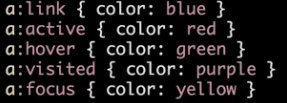 a:link { color: blue }
a:active { color: red }
a:hover { color: green }
a:visited { color: purple }
a:focus { color: yellow }